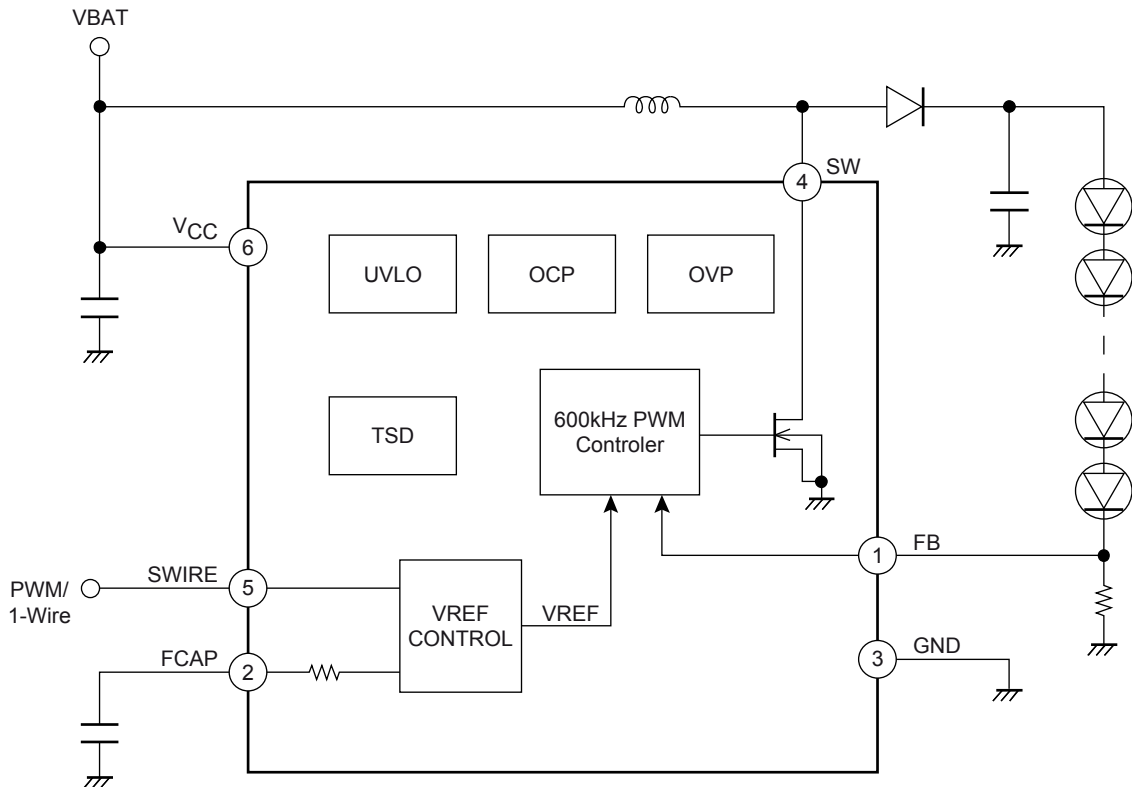 VBAT
4
SW
VCC
6
UVLO
OCP
OVP
TSD
600kHz PWM
Controler
1
FB
PWM/
1-Wire
SWIRE
5
VREF
CONTROL
VREF
FCAP
2
3
GND